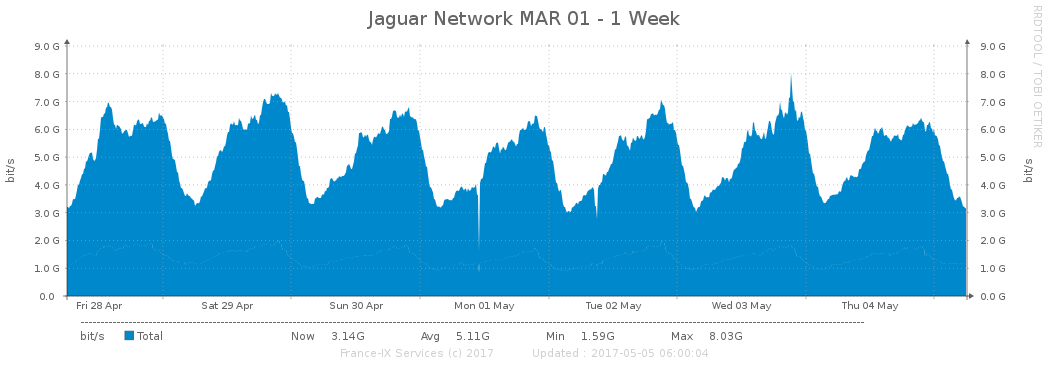 Jaguar Network MAR 01 - 1 Week
RRDTOOL / TOBI OETIKER
9.0 G 9.0 G
8.0 G 8.0 G
7.0 G 7.0 G
6.0 G 6.0 G
5.0 G 5.0 G
4.0 G 4.0 G
3.0 G 3.0 G
2.0 G 2.0 G
1.0 G 1.0 G
0.0 0.0 G
bit/s bit/s
Fri 28 Apr Sat 29 Apr Sun 30 Apr Mon 01 May Tue 02 May Wed 03 May Thu 04 May
bit/s Total Now 3.14G Avg 5.11G Min 1.59G Max 8.03G
France-IX Services (c) 2017 Updated : 2017-05-05 06:00:04